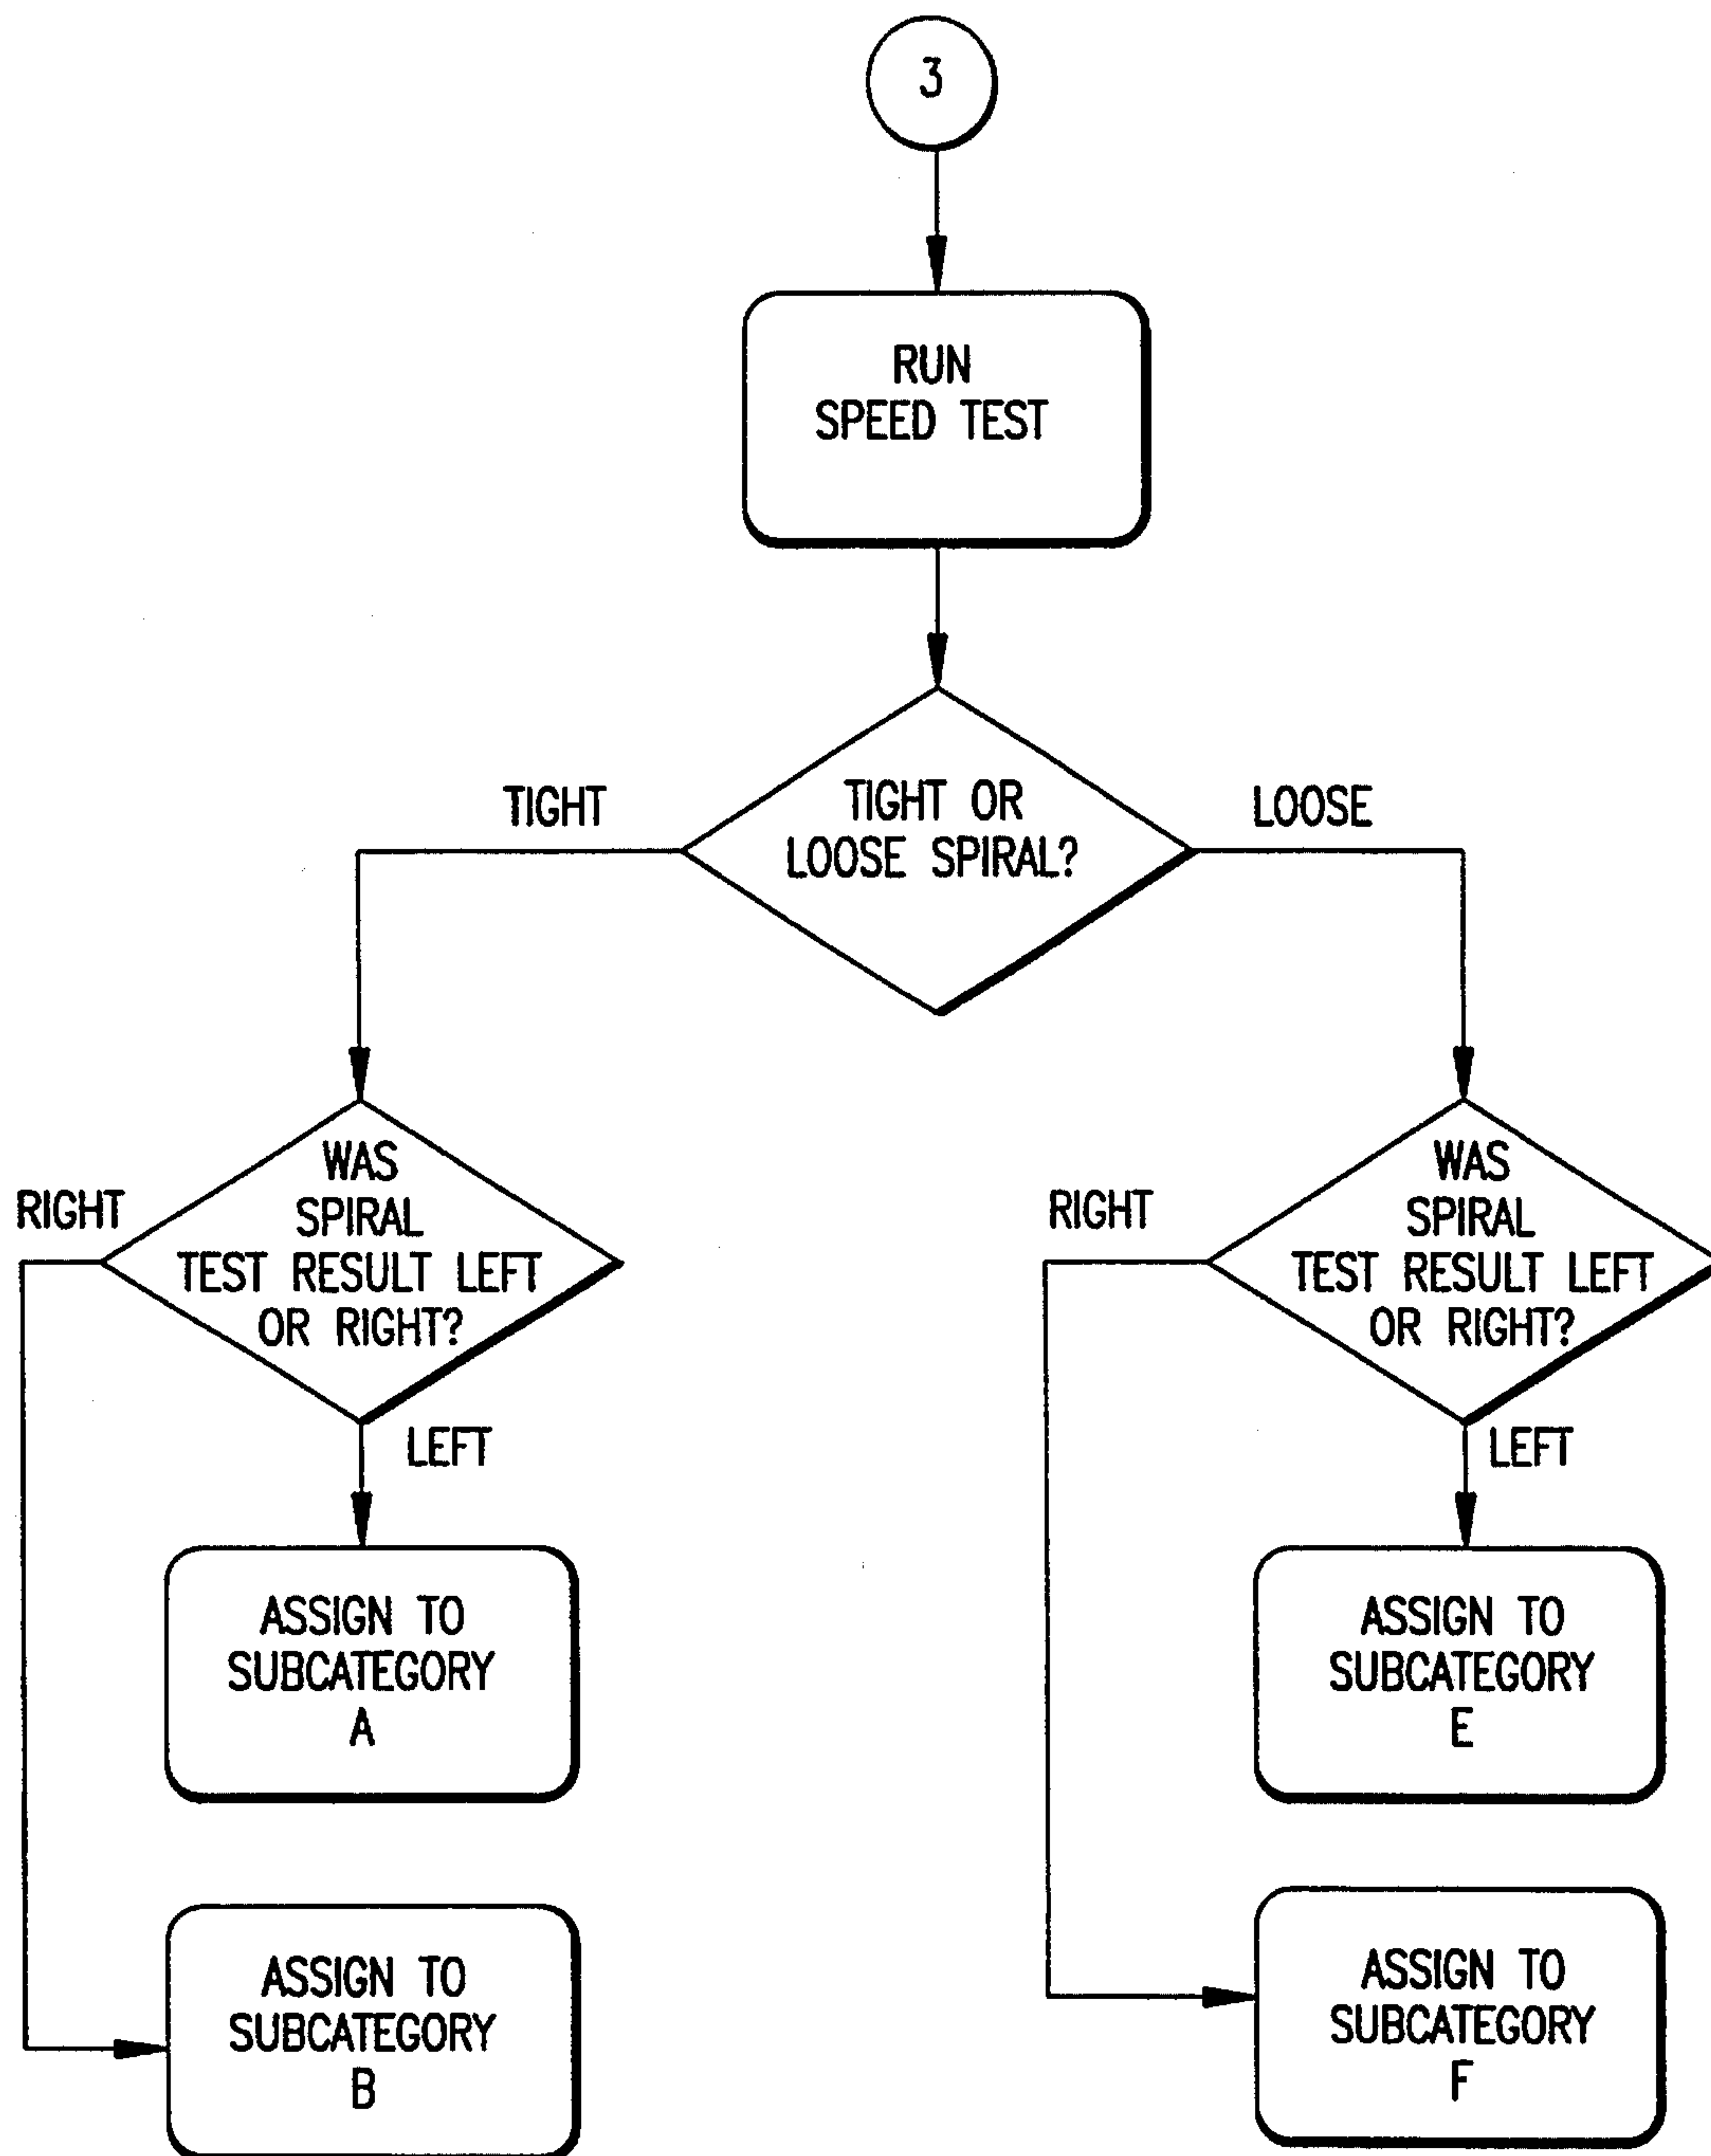 3
RUN
SPEED TEST
TIGHT
TIGHT OR
LOOSE SPIRAL?
LOOSE
RIGHT
WAS
SPIRAL
TEST RESULT LEFT
OR RIGHT?
LEFT
RIGHT
WAS
SPIRAL
TEST RESULT LEFT
OR RIGHT?
LEFT
ASSIGN TO
SUBCATEGORY
A
ASSIGN TO
SUBCATEGORY
E
ASSIGN TO
SUBCATEGORY
B
ASSIGN TO
SUBCATEGORY
F